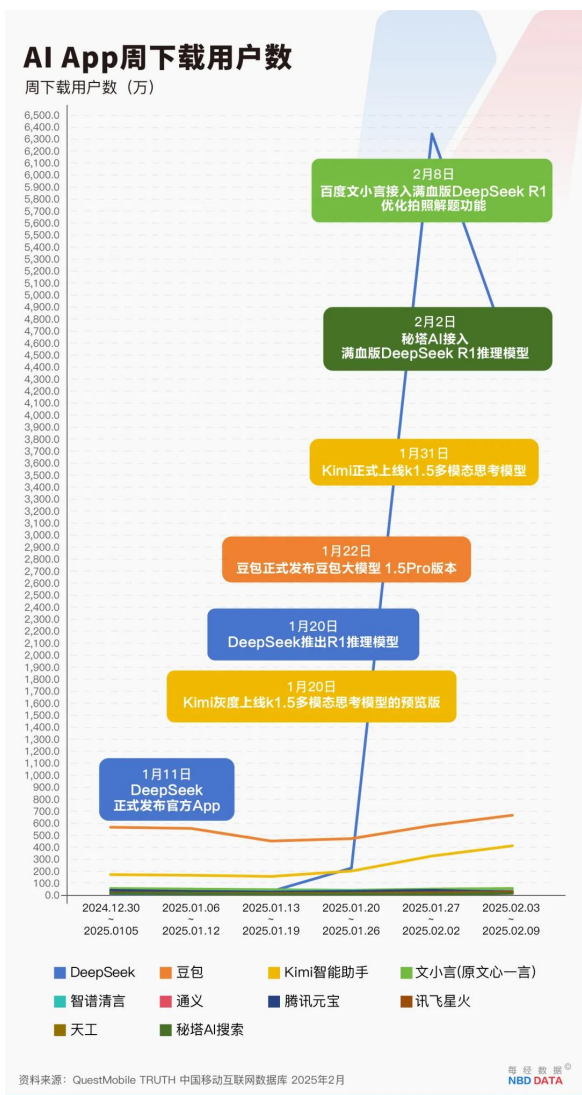 AI App周下载用户数
周下载用户数（万）
6,500.0
6,400.0
6,300.0
6,200.0
6,100.0
6,000.0
5.900.0
5,800.0
5,700.0
5,600.0
5,500.0
5,400.0
5,300.0
5,200.0
5,100.0
5,000.0
4,900.0
4,800.0
4,700.0
4,600.0
4,500.0
4,400.0
4,300.0
4,200.0
4,100.0
4,000.0
3,900.0
3,800.0
3,700.0
3,600.0
3,500.0
3,400.0
3,300.0
3,200.0
3,100.0
3,000.0
2,900.0
2,800.0
2,700.0
2,600.0
2,500.0
2,400.0
2,300.0
2,200.0
2,100.0
2,000.0
1,900.0
1,800.0
1,700.0
1,600.0
1,500.0
1,400.0
1,300.0
1,200.0
1,100.0
1,000.0
900.0
800.0
700.0
600.0
500.0
400.0
300.0
200.0
100.0
0.0
2月8日
百度文小言接入满血版DeepSeek R1
优化拍照解题功能
2月2日
秘塔AI接入
满血版DeepSeek R1推理模型
1月31日
Kimi正式上线k1.5多模态思考模型
1月22日
豆包正式发布豆包大模型 1.5Pro版本
1月20日
DeepSeek推出R1推理模型
1月20日
Kimi灰度上线k1.5多模态思考模型的预览版
1月11日
DeepSeek
正式发布官方App
2024.12.30 2025.01.06 2025.01.13 2025.01.20 2025.01.27 2025.02.03
~ ~ ~ ~ ~ ~
2025.0105 2025.01.12 2025.01.19 2025.01.26 2025.02.02 2025.02.09
DeepSeek 豆包 Kimi智能助手 文小言(原文心一言)
智谱清言 通义 腾讯元宝 讯飞星火
天工 秘塔AI搜索
资料来源：QuestMobile TRUTH 中国移动互联网数据库 2025年2月
每经数据©
NBD DATA